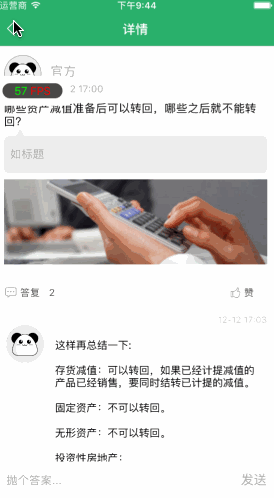 运营商 下午9:44
详情
官方
57 FPS
2 17:00
哪些资产减值准备后可以转回，哪些之后就不能转
回?
如标题
答复 2 赞
12-12 17:03
这样再总结一下:
存货减值：可以转回，如果已经计提减值的
产品已经销售，要同时结转已计提的减值。
固定资产：不可以转回。
无形资产：不可以转回。
投资性房地产：
抛个答案... 发送